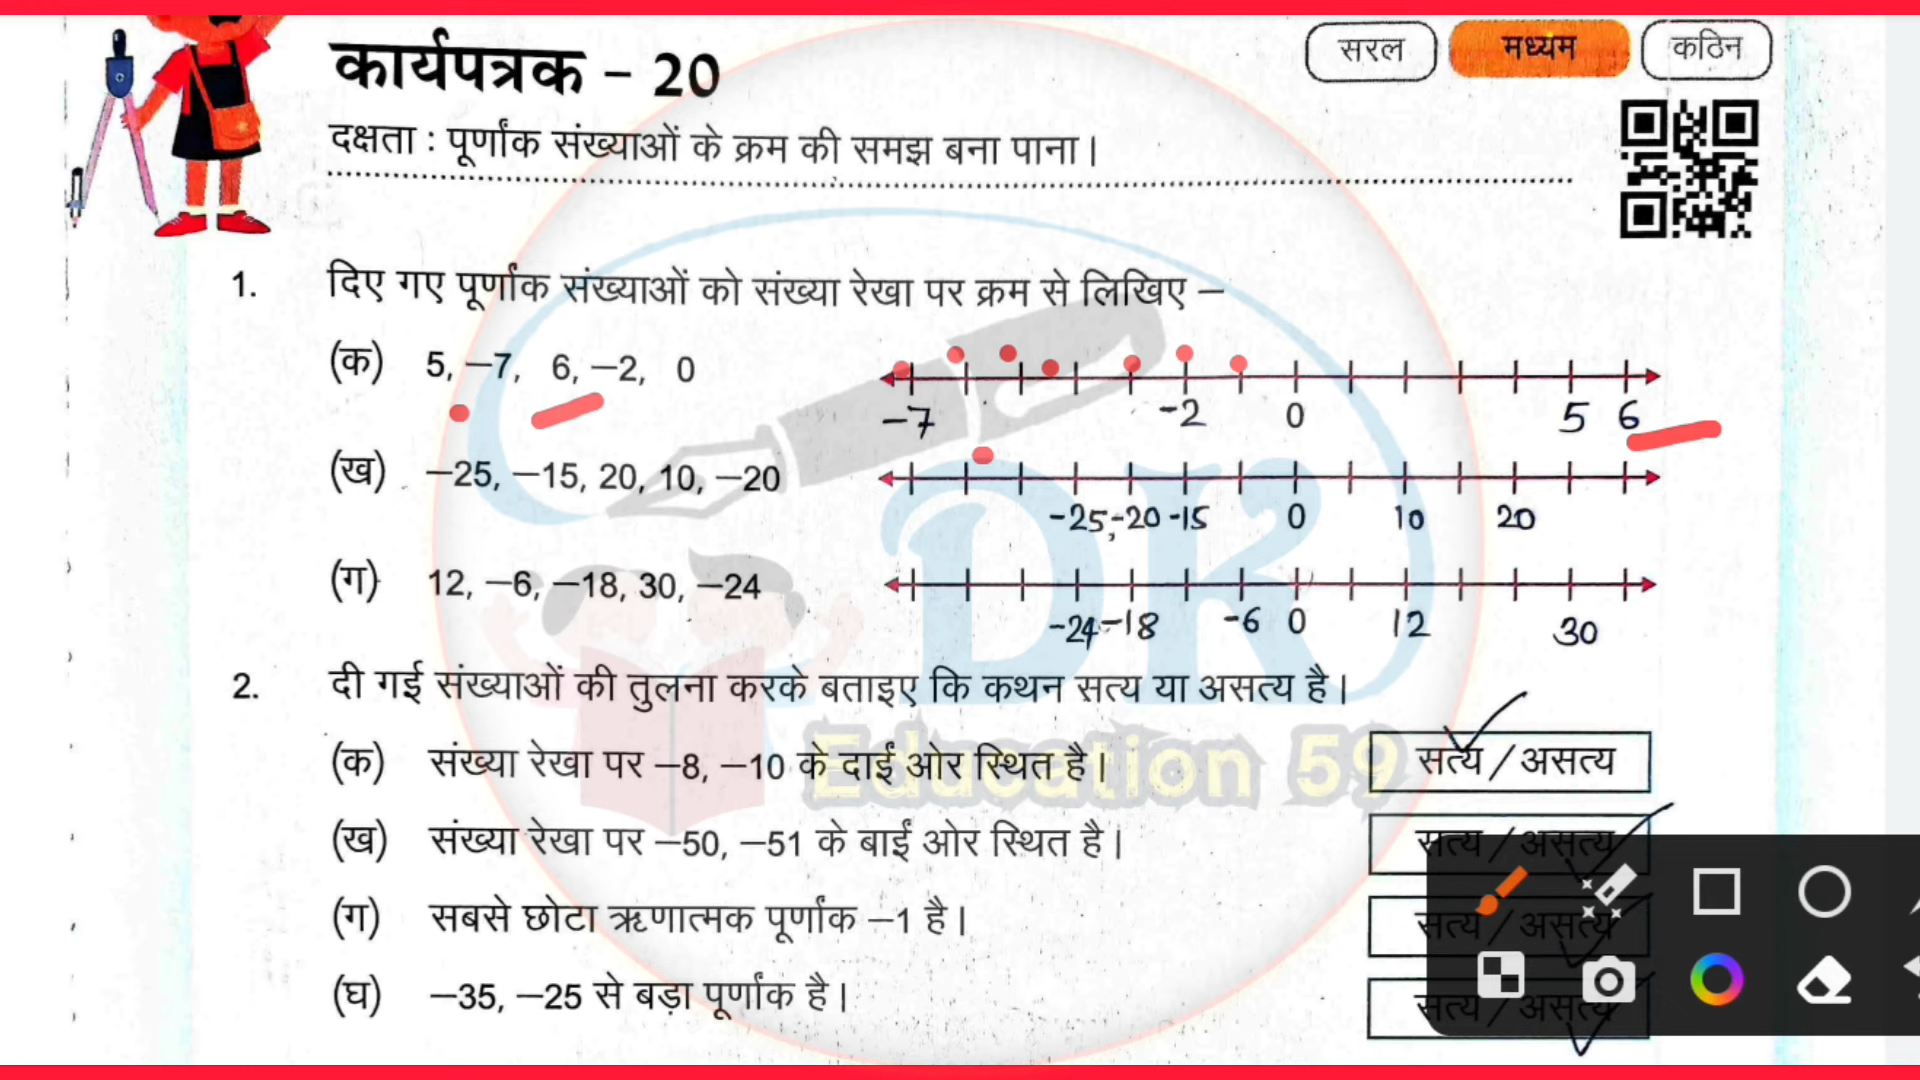 सरल मध्यम कठिन
कार्यपत्रक – 20
दक्षता : पूर्णांक संख्याओं के क्रम की समझ बना पाना।
1. दिए गए पूर्णांक संख्याओं को संख्या रेखा पर क्रम से लिखिए –
(क) 5, –7, 6, –2, 0
-7 -2 0 5 6
(ख) –25, –15, 20, 10, –20
-25, -20 -15 0 10 20
(ग) 12, –6, –18, 30, –24
-24 -18 -6 0 12 30
2. दी गई संख्याओं की तुलना करके बताइए कि कथन सत्य या असत्य है।
(क) संख्या रेखा पर –8, –10 के दाईं ओर स्थित है। सत्य / असत्य
(ख) संख्या रेखा पर –50, –51 के बाईं ओर स्थित है। सत्य / असत्य
(ग) सबसे छोटा ऋणात्मक पूर्णांक –1 है। सत्य / असत्य
(घ) –35, –25 से बड़ा पूर्णांक है। सत्य / असत्य
DK
Education 59